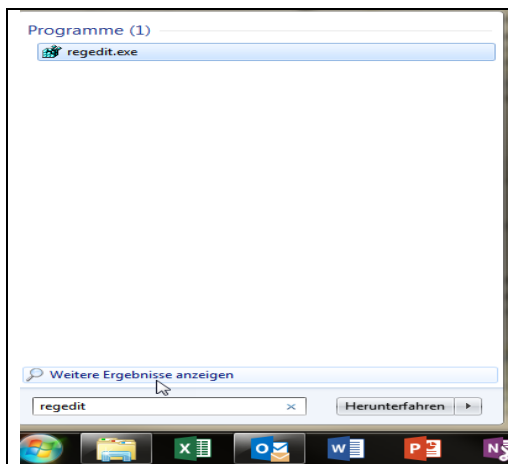 Programme (1)
regedit.exe
Weitere Ergebnisse anzeigen
regedit
Herunterfahren